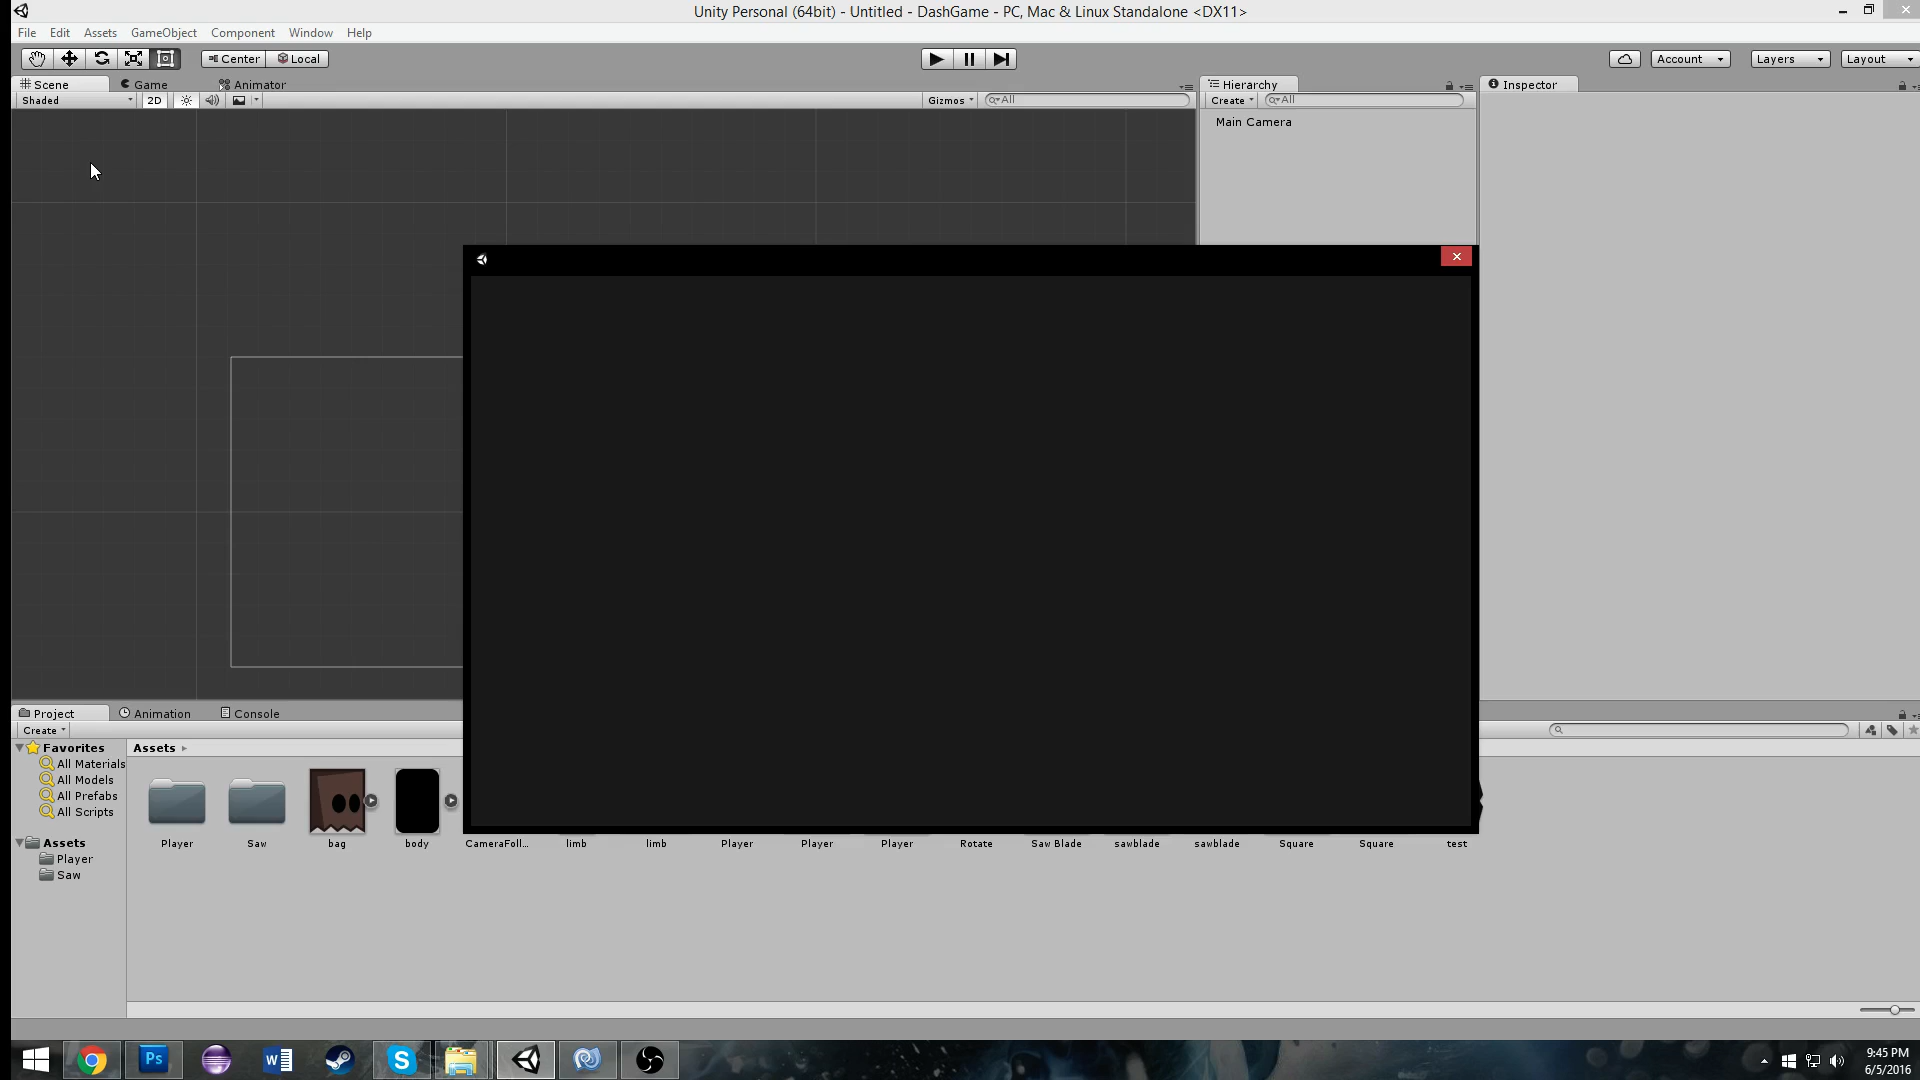 Unity Personal (64bit) - Untitled - DashGame - PC, Mac & Linux Standalone <DX11>
File Edit Assets GameObject Component Window Help
Center Local Account Layers Layout
Scene Game Animator Hierarchy Inspector
Shaded 2D Gizmos All Create All
Main Camera
Project Animation Console
Create
Favorites Assets
All Materials
All Models
All Prefabs
All Scripts
Assets
Player
Saw
Player Saw bag body CameraFoll... limb limb Player Player Player Rotate Saw Blade sawblade sawblade Square Square test
Ps
W
S
9:45 PM
6/5/2016